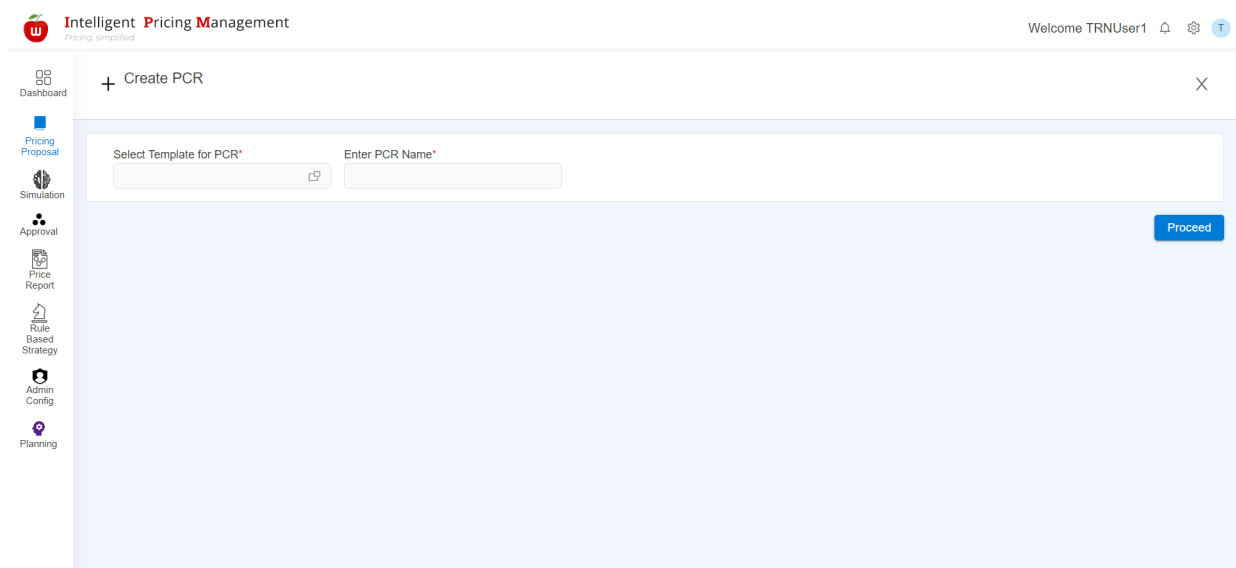 w
Intelligent Pricing Management
Pricing, simplified
Welcome TRNUser1
T
Dashboard
Pricing
Proposal
Simulation
Approval
Price
Report
Rule
Based
Strategy
Admin
Config
Planning
+ Create PCR
X
Select Template for PCR*
Enter PCR Name*
Proceed